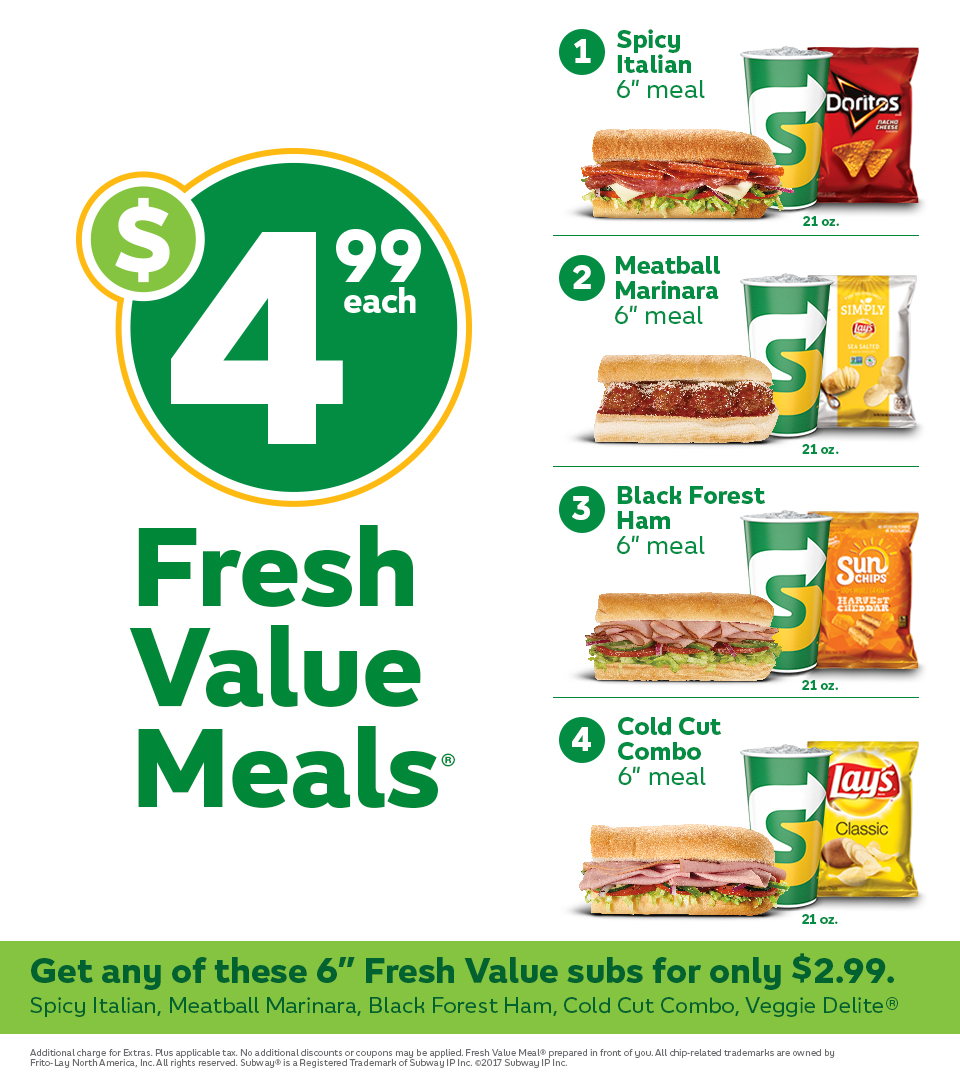 $4.99
each
Fresh
Value
Meals®
1 Spicy
Italian
6" meal
Doritos
NACHO
CHEESE
21 oz.
2 Meatball
Marinara
6" meal
SIMPLY
Lay's
SEA SALTED
21 oz.
3 Black Forest
Ham
6" meal
Sun
CHIPS
HARVEST
CHEDDAR
21 oz.
4 Cold Cut
Combo
6" meal
Lay's
Classic
21 oz.
Get any of these 6" Fresh Value subs for only $2.99.
Spicy Italian, Meatball Marinara, Black Forest Ham, Cold Cut Combo, Veggie Delite®
Additional charge for Extras. Plus applicable tax. No additional discounts or coupons may be applied. Fresh Value Meal® prepared in front of you. All chip-related trademarks are owned by
Frito-Lay North America, Inc. All rights reserved. Subway® is a Registered Trademark of Subway IP Inc. ©2017 Subway IP Inc.